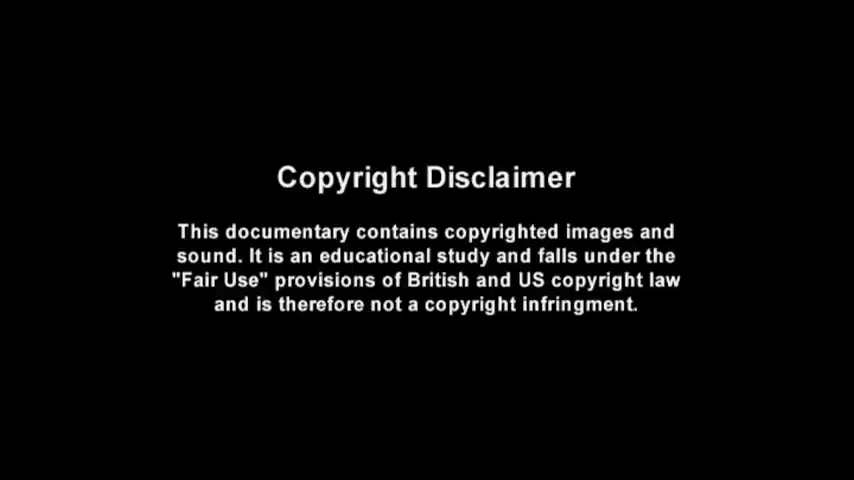 Copyright Disclaimer
This documentary contains copyrighted images and
sound. It is an educational study and falls under the
"Fair Use" provisions of British and US copyright law
and is therefore not a copyright infringment.